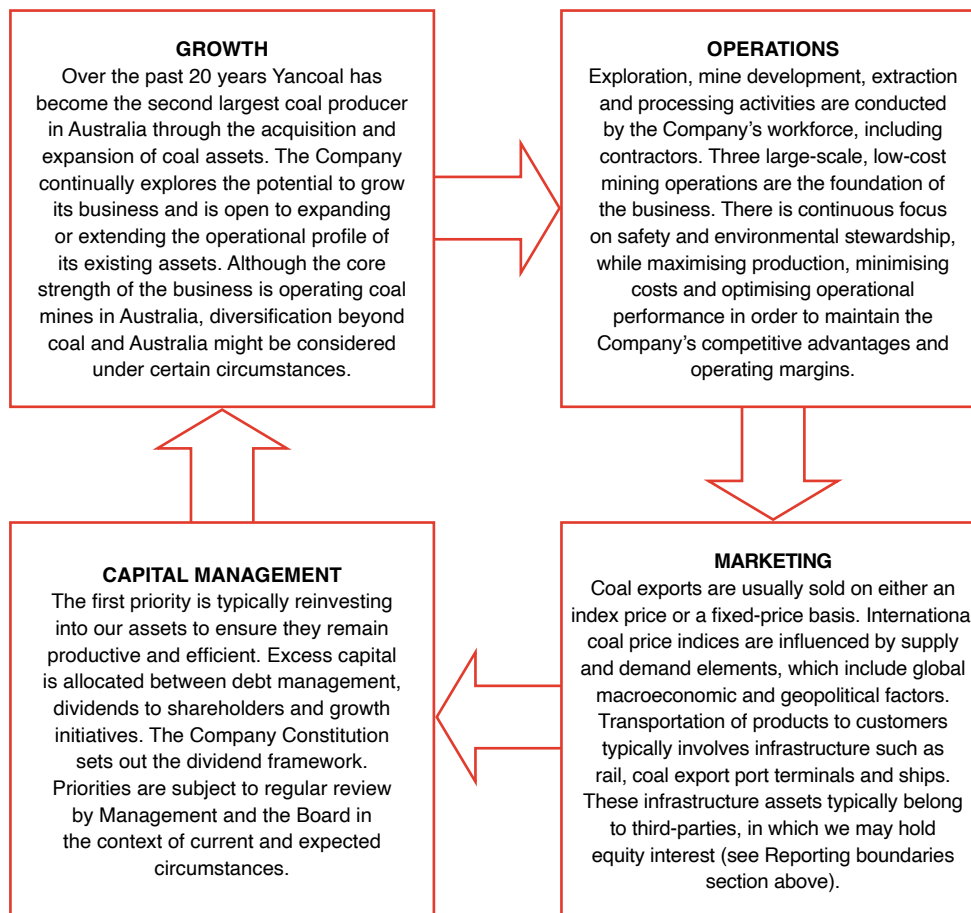 GROWTH
Over the past 20 years Yancoal has
become the second largest coal producer
in Australia through the acquisition and
expansion of coal assets. The Company
continually explores the potential to grow
its business and is open to expanding
or extending the operational profile of
its existing assets. Although the core
strength of the business is operating coal
mines in Australia, diversification beyond
coal and Australia might be considered
under certain circumstances.
OPERATIONS
Exploration, mine development, extraction
and processing activities are conducted
by the Company’s workforce, including
contractors. Three large-scale, low-cost
mining operations are the foundation of
the business. There is continuous focus
on safety and environmental stewardship,
while maximising production, minimising
costs and optimising operational
performance in order to maintain the
Company’s competitive advantages and
operating margins.
CAPITAL MANAGEMENT
The first priority is typically reinvesting
into our assets to ensure they remain
productive and efficient. Excess capital
is allocated between debt management,
dividends to shareholders and growth
initiatives. The Company Constitution
sets out the dividend framework.
Priorities are subject to regular review
by Management and the Board in
the context of current and expected
circumstances.
MARKETING
Coal exports are usually sold on either an
index price or a fixed-price basis. Internationa
coal price indices are influenced by supply
and demand elements, which include global
macroeconomic and geopolitical factors.
Transportation of products to customers
typically involves infrastructure such as
rail, coal export port terminals and ships.
These infrastructure assets typically belong
to third-parties, in which we may hold
equity interest (see Reporting boundaries
section above).